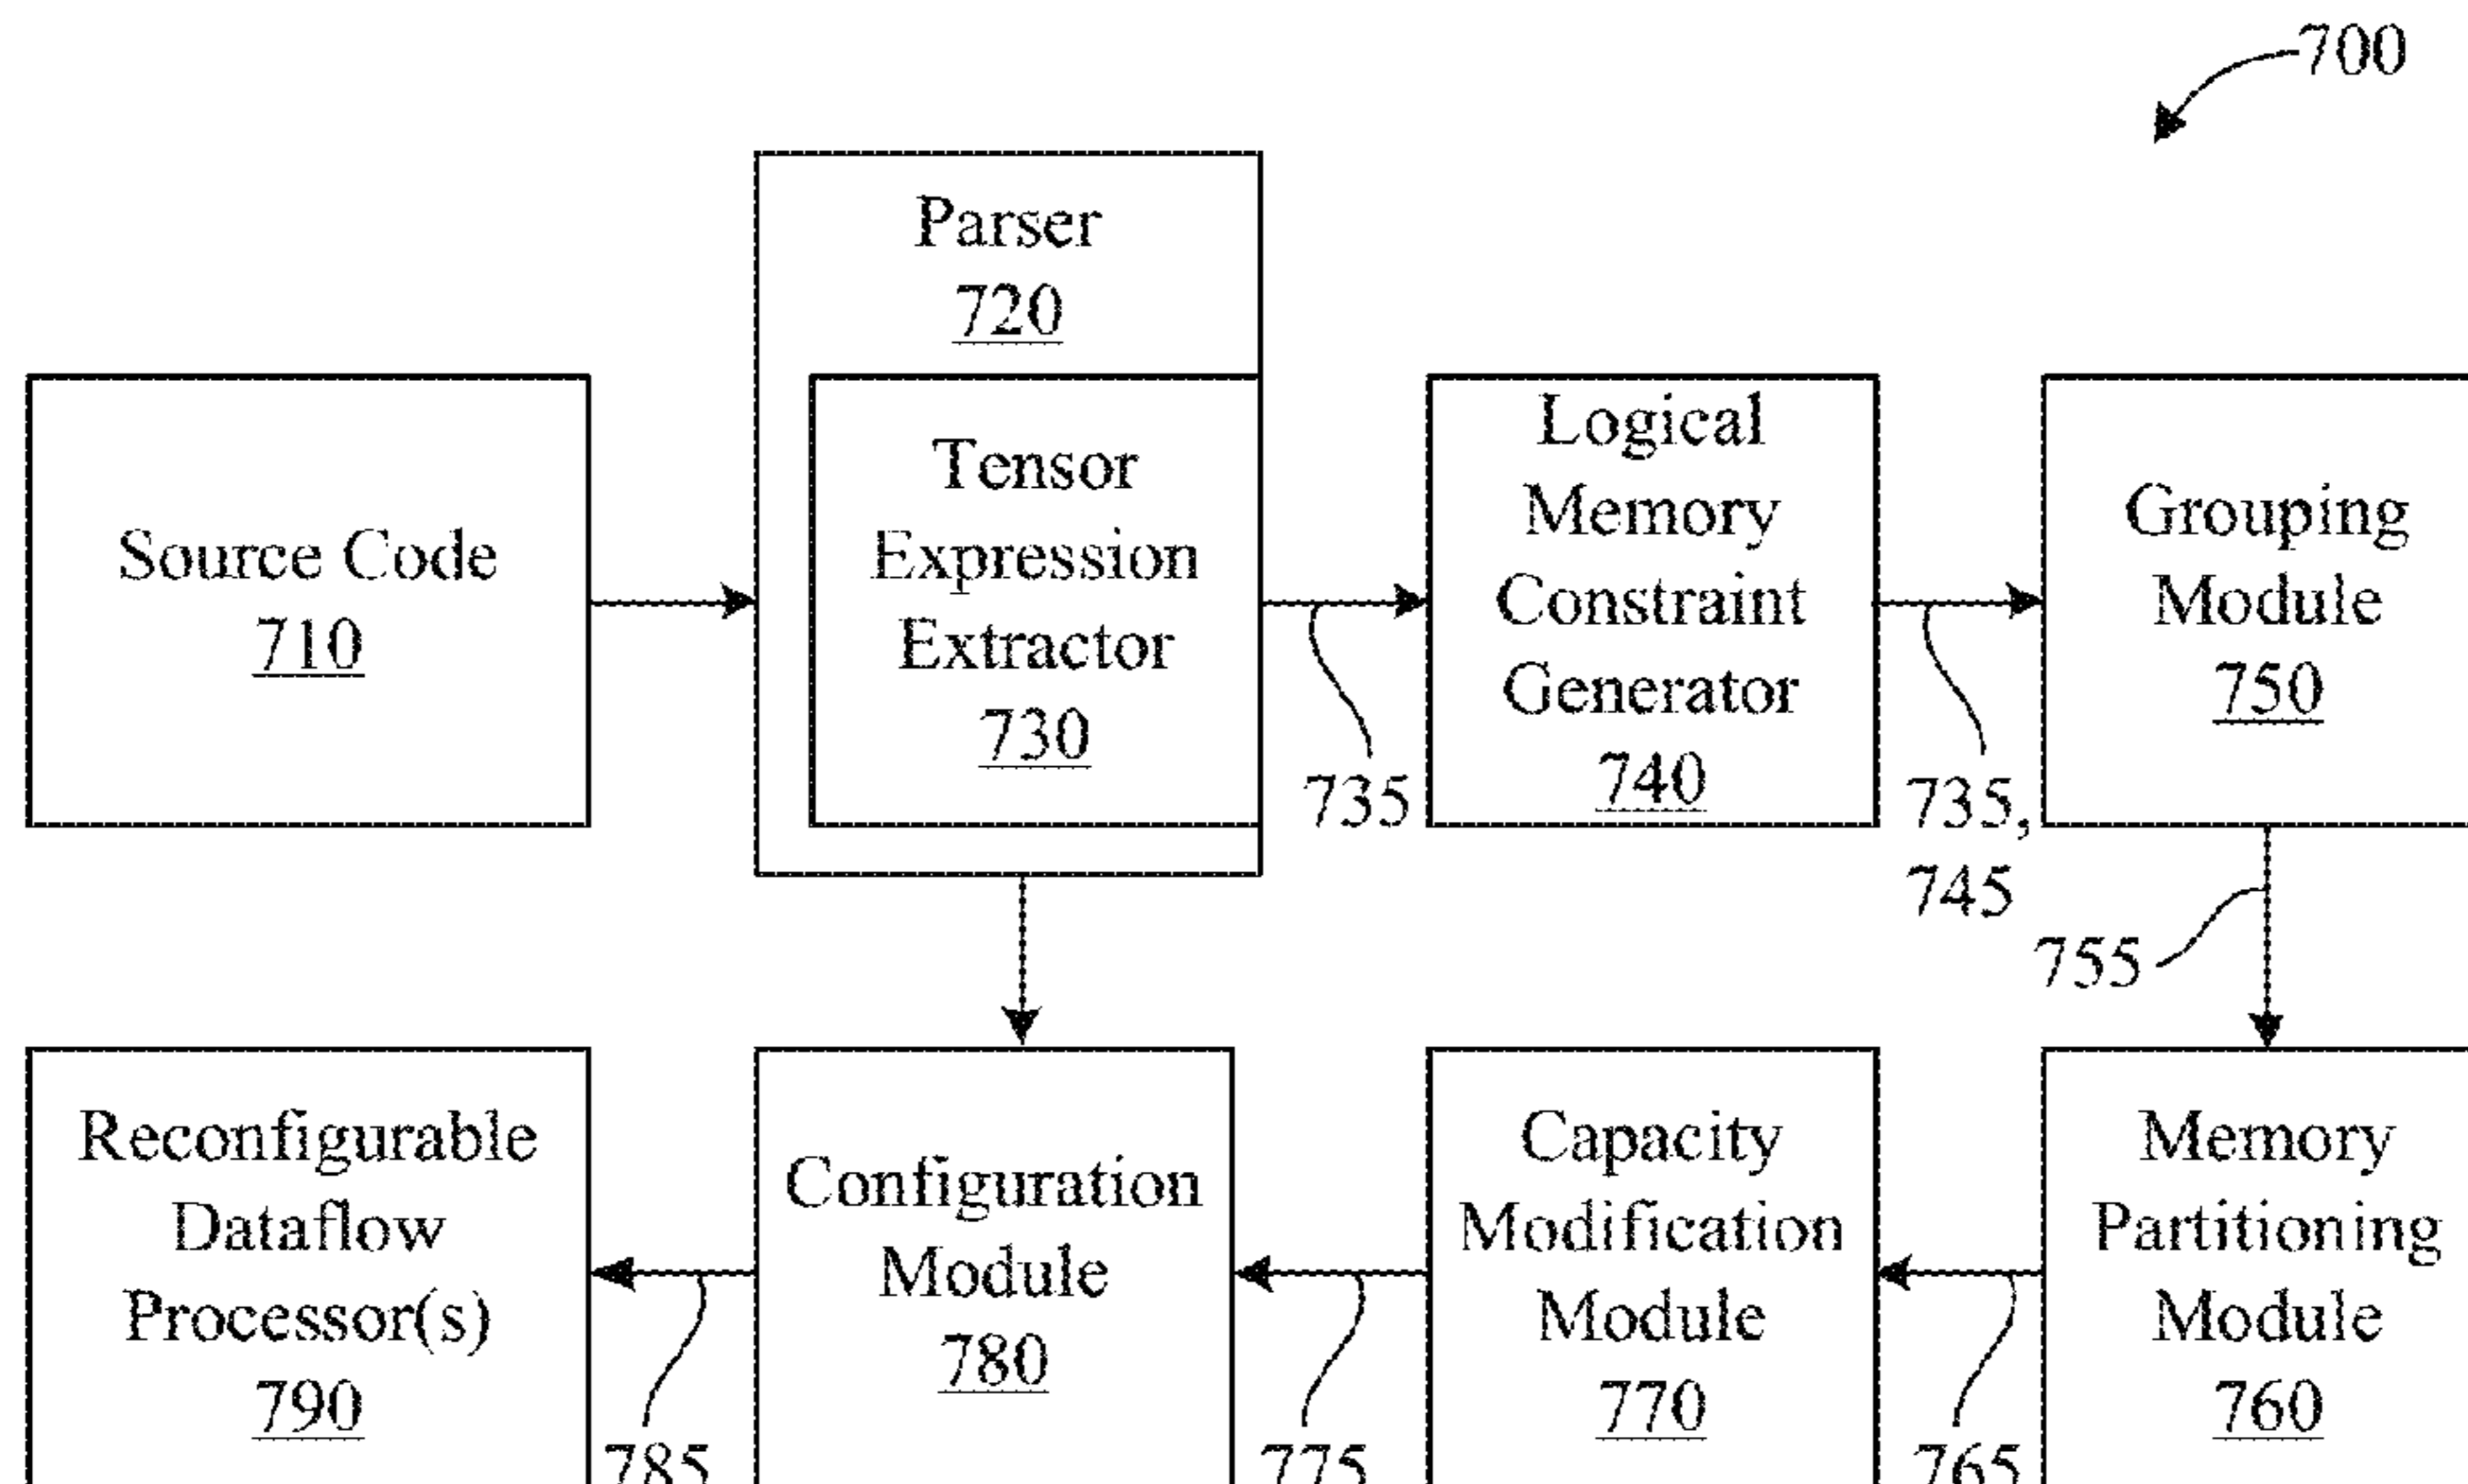 700
Parser
720
Source Code
710
Tensor
Expression
Extractor
730
735
Logical
Memory
Constraint
Generator
740
735,
745
Grouping
Module
750
755
Reconfigurable
Dataflow
Processor(s)
790
785
Configuration
Module
780
775
Capacity
Modification
Module
770
765
Memory
Partitioning
Module
760